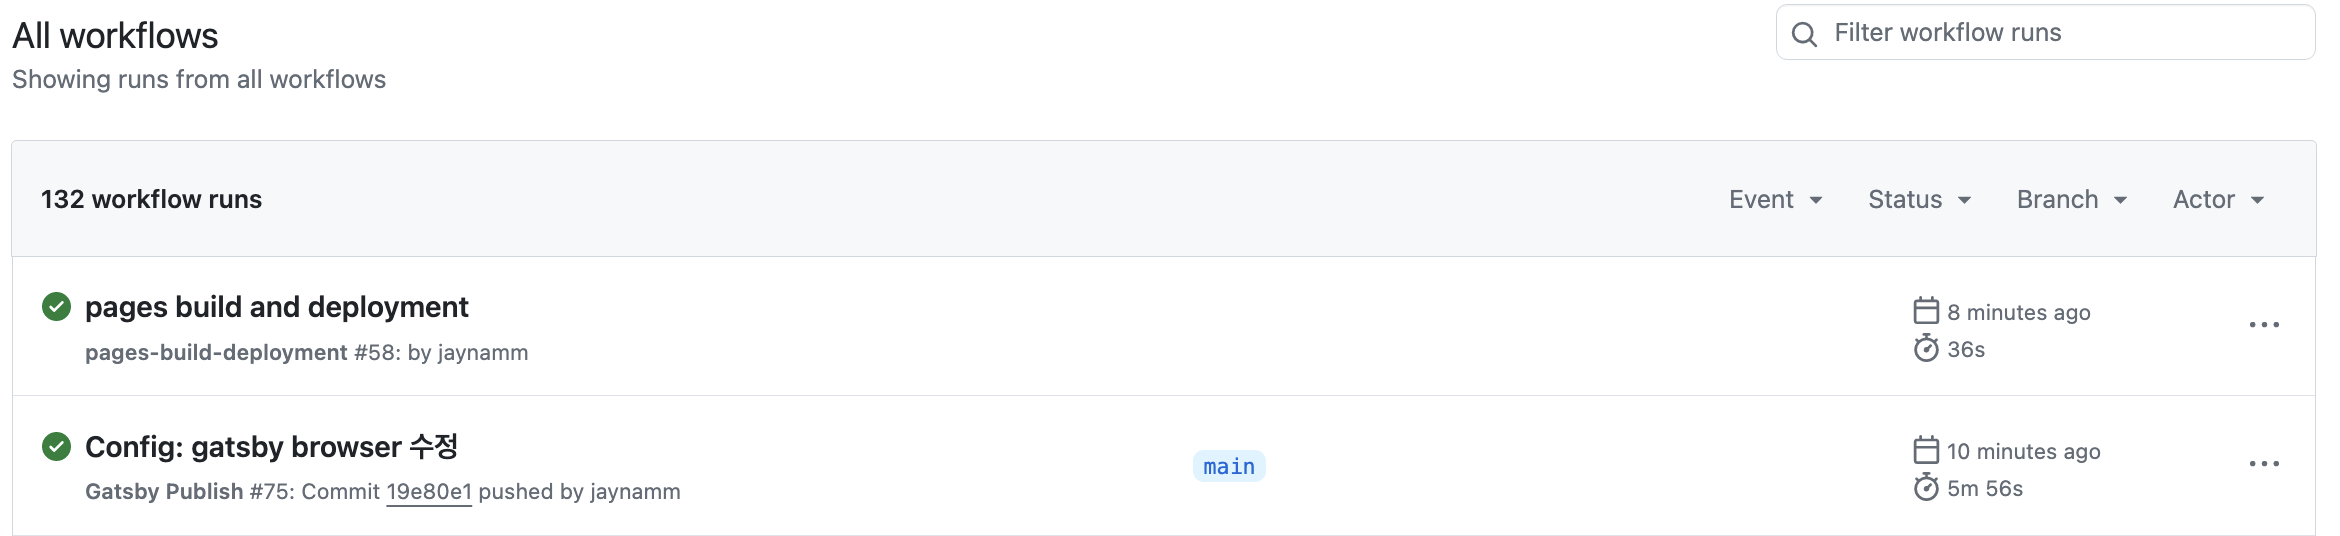 All workflows
Filter workflow runs
Showing runs from all workflows
132 workflow runs
Event
Status
Branch
Actor
pages build and deployment
8 minutes ago
pages-build-deployment #58: by jaynamm
36s
Config: gatsby browser 수정
main
10 minutes ago
Gatsby Publish #75: Commit 19e80e1 pushed by jaynamm
5m 56s